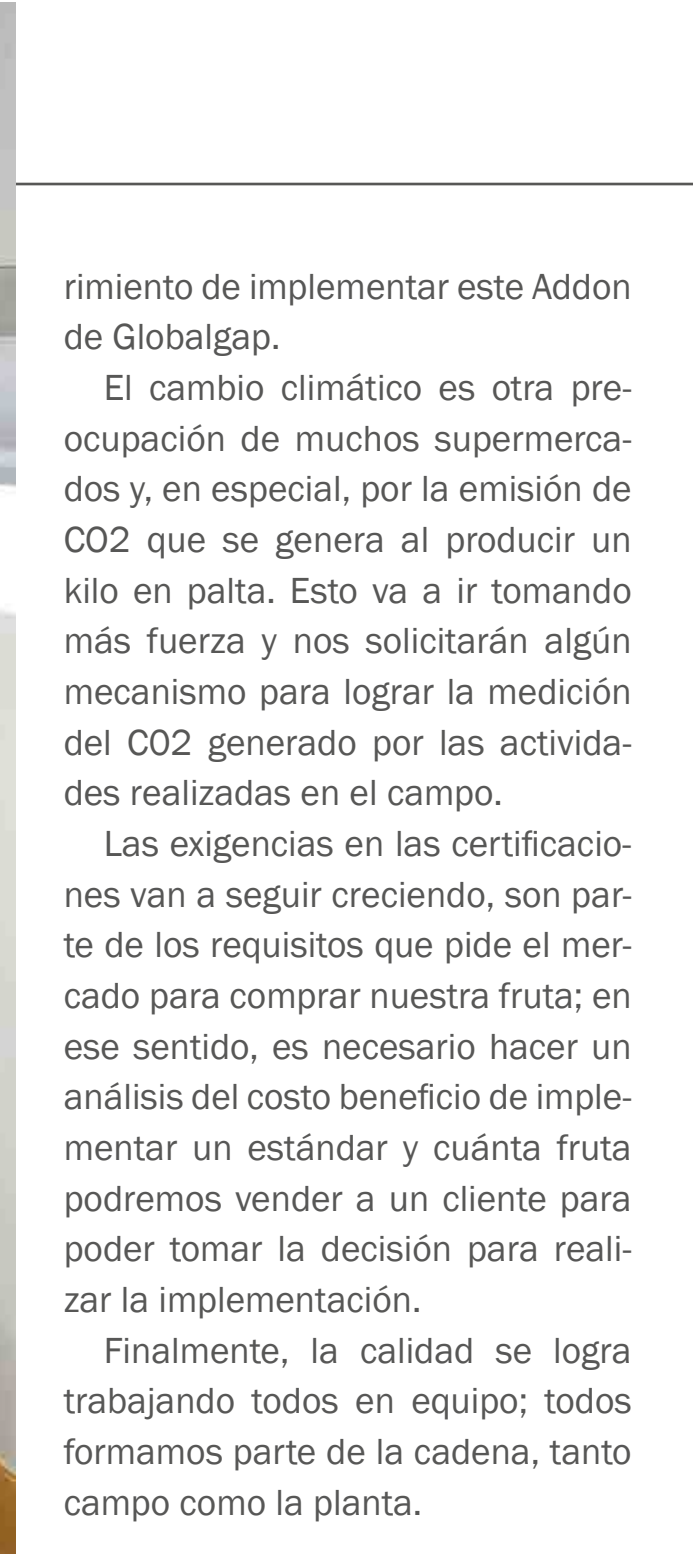 rimiento de implementar este Addon
de Globalgap.
El cambio climático es otra pre-
ocupación de muchos supermerca-
dos y, en especial, por la emisión de
CO2 que se genera al producir un
kilo en palta. Esto va a ir tomando
más fuerza y nos solicitarán algún
mecanismo para lograr la medición
del C02 generado por las activida-
des realizadas en el campo.
Las exigencias en las certificacio-
nes van a seguir creciendo, son par-
te de los requisitos que pide el mer-
cado para comprar nuestra fruta; en
ese sentido, es necesario hacer un
análisis del costo beneficio de imple-
mentar un estándar y cuánta fruta
podremos vender a un cliente para
poder tomar la decisión para reali-
zar la implementación.
Finalmente, la calidad se logra
trabajando todos en equipo; todos
formamos parte de la cadena, tanto
campo como la planta.